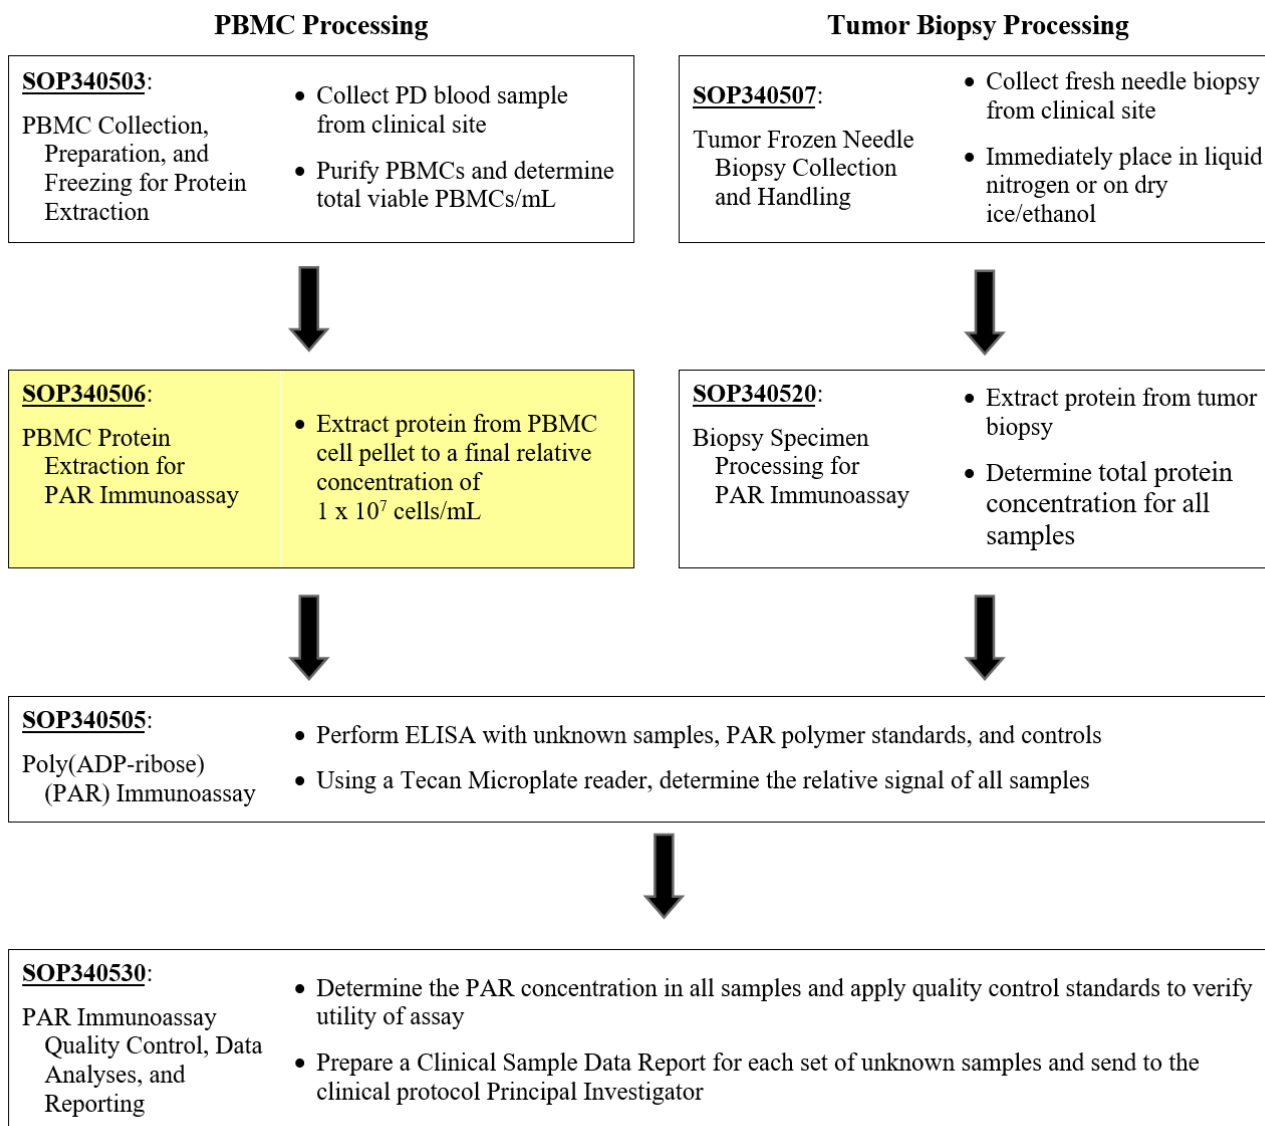 PBMC Processing
Tumor Biopsy Processing
SOP340503:
PBMC Collection,
Preparation, and
Freezing for Protein
Extraction
• Collect PD blood sample
from clinical site
• Purify PBMCs and determine
total viable PBMCs/mL
SOP340507:
Tumor Frozen Needle
Biopsy Collection
and Handling
• Collect fresh needle biopsy
from clinical site
• Immediately place in liquid
nitrogen or on dry
ice/ethanol
SOP340506:
PBMC Protein
Extraction for
PAR Immunoassay
• Extract protein from PBMC
cell pellet to a final relative
concentration of
1 x 10⁷ cells/mL
SOP340520:
Biopsy Specimen
Processing for
PAR Immunoassay
• Extract protein from tumor
biopsy
• Determine total protein
concentration for all
samples
SOP340505:
Poly(ADP-ribose)
(PAR) Immunoassay
• Perform ELISA with unknown samples, PAR polymer standards, and controls
• Using a Tecan Microplate reader, determine the relative signal of all samples
SOP340530:
PAR Immunoassay
Quality Control, Data
Analyses, and
Reporting
• Determine the PAR concentration in all samples and apply quality control standards to verify
utility of assay
• Prepare a Clinical Sample Data Report for each set of unknown samples and send to the
clinical protocol Principal Investigator